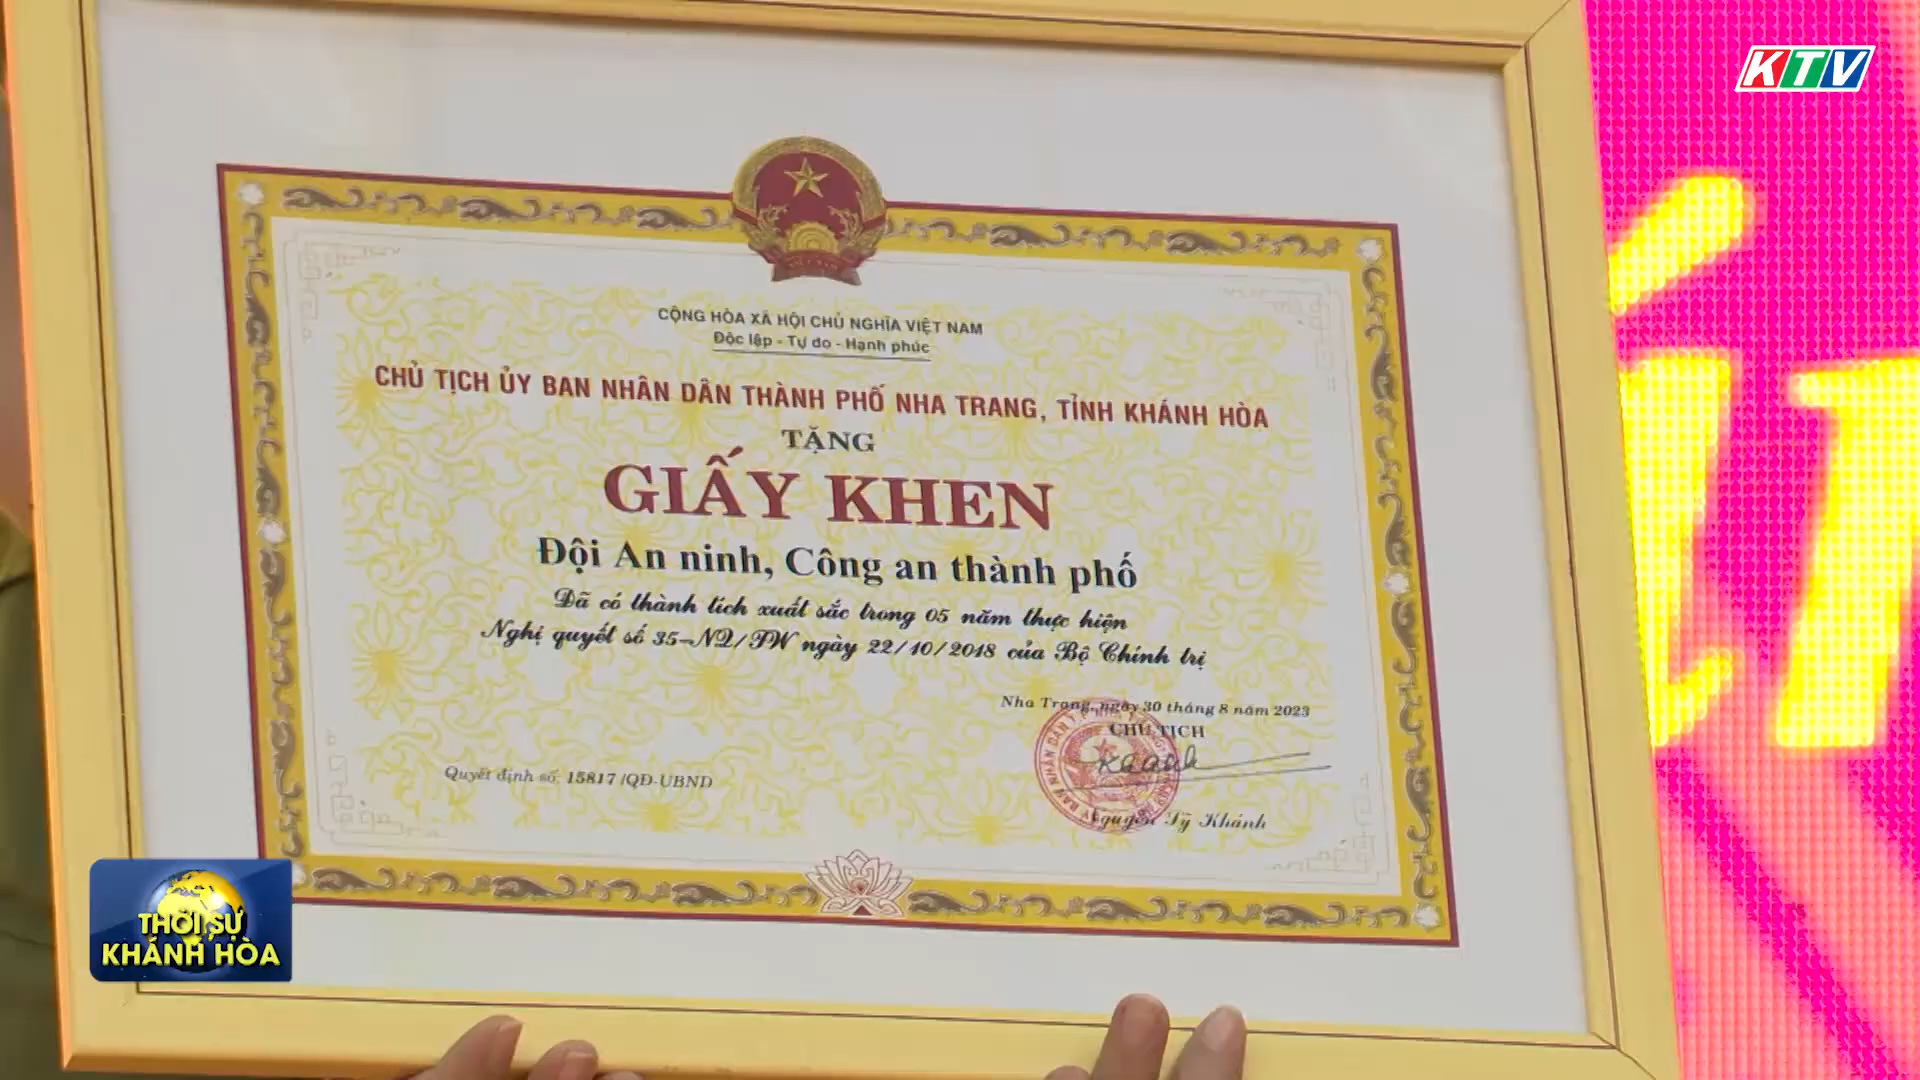 KTV
CỘNG HÒA XÃ HỘI CHỦ NGHĨA VIỆT NAM
Độc lập - Tự do - Hạnh phúc
CHỦ TỊCH ỦY BAN NHÂN DÂN THÀNH PHỐ NHA TRANG, TỈNH KHÁNH HÒA
TẶNG
GIẤY KHEN
Đội An ninh, Công an thành phố
Đã có thành tích xuất sắc trong 05 năm thực hiện
Nghị quyết số 35-NQ/TW ngày 22/10/2018 của Bộ Chính trị
Nha Trang, ngày 30 tháng 8 năm 2023
CHỦ TỊCH
Quyết định số: 15817 /QĐ-UBND
Nguyễn Sỹ Khánh
THỜI SỰ
KHÁNH HÒA